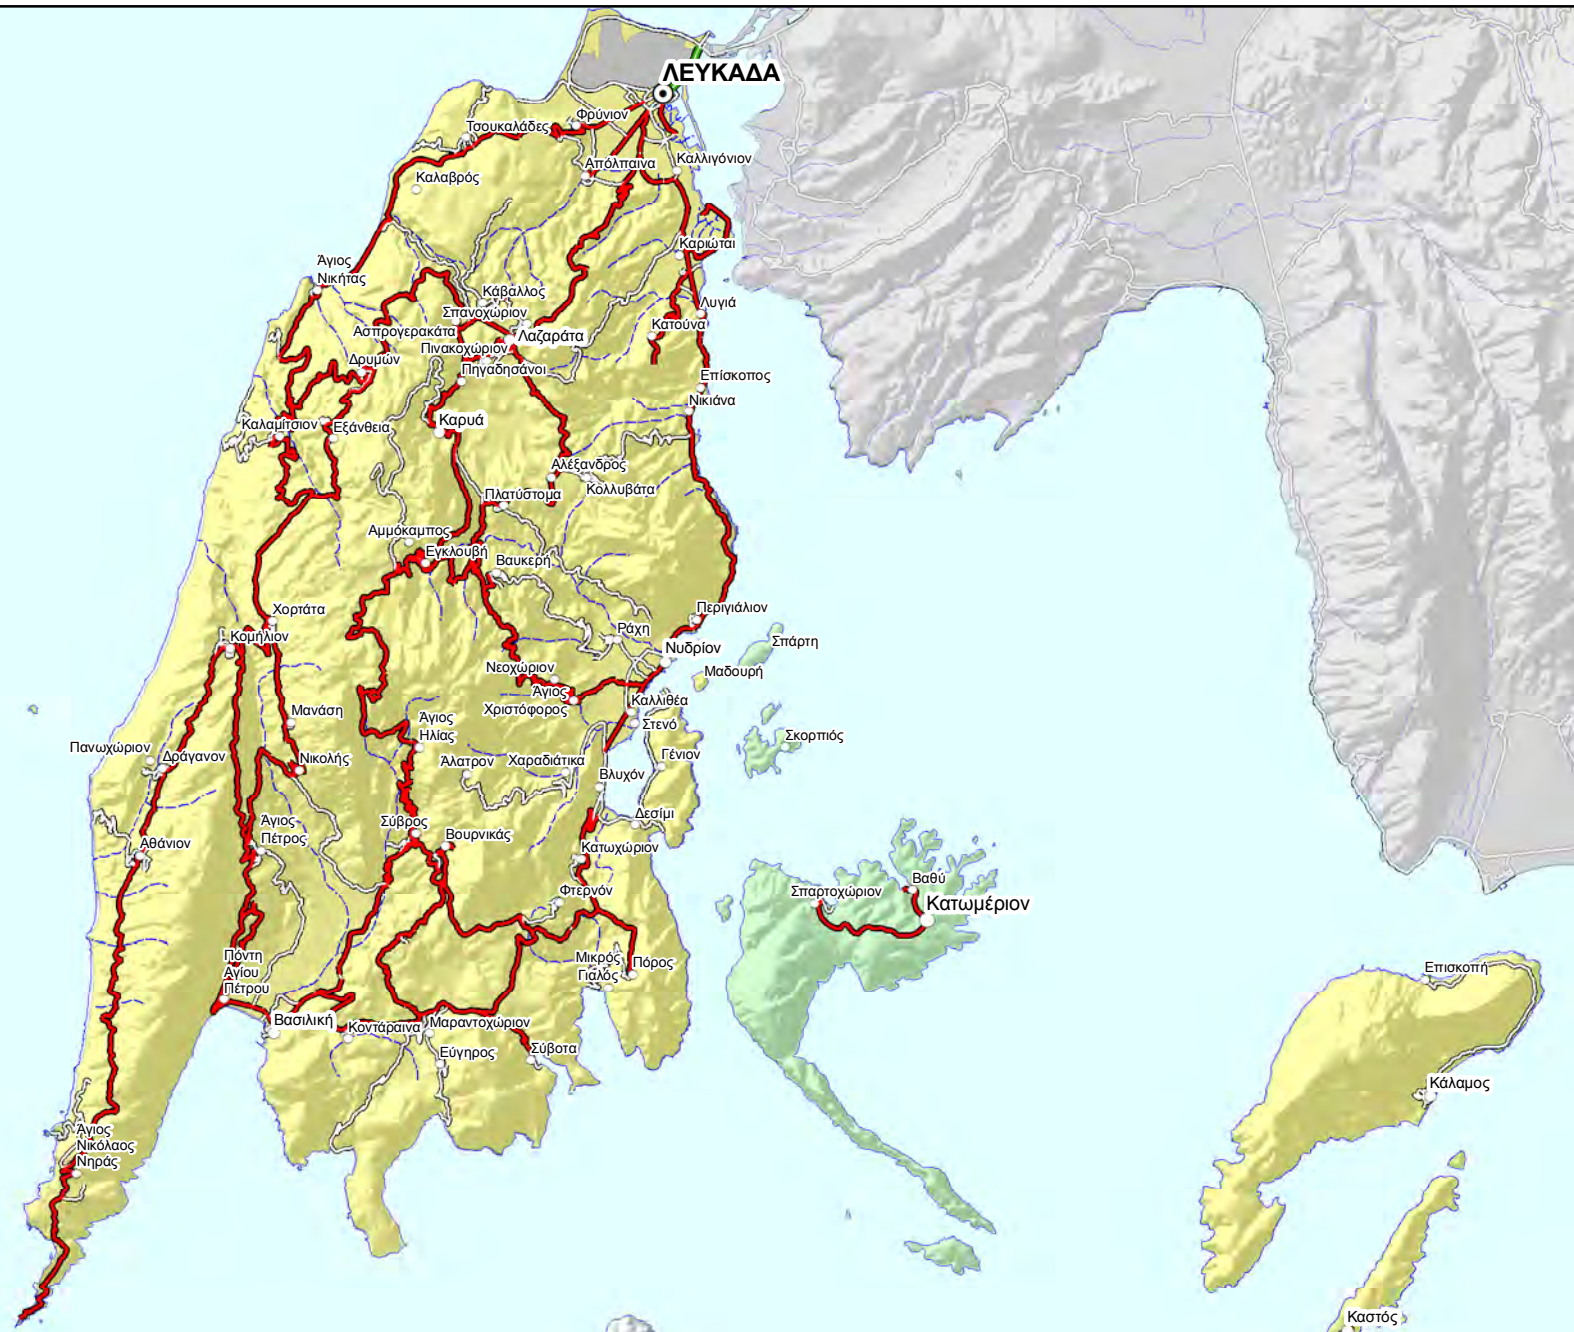 ΛΕΥΚΑΔΑ
Φρύνιον
Τσουκαλάδες
Απόλπαινα
Καλλιγόνιον
Καλαβρός
Καριώται
Άγιος
Νικήτας
Κάβαλλος
Σπανοχώριον
Λυγιά
Ασπρογερακάτα
Κατούνα
Λαζαράτα
Πινακοχώριον
Δρυμών
Πηγαδησάνοι
Επίσκοπος
Νικιάνα
Καρυά
Καλαμίτσιον
Εξάνθεια
Αλέξανδρος
Κολλυβάτα
Πλατύστομα
Αμμόκαμπος
Εγκλουβή
Βαυκερή
Χορτάτα
Περιγιάλιον
Κομήλιον
Ράχη
Σπάρτη
Νυδρίον
Νεοχώριον
Μαδουρή
Άγιος
Χριστόφορος
Καλλιθέα
Μανάση
Στενό
Άγιος
Ηλίας
Σκορπιός
Πανωχώριον
Δράγανον
Νικολής
Άλατρον
Χαραδιάτικα
Γένιον
Βλυχόν
Δεσίμι
Άγιος
Πέτρος
Σύβρος
Βουρνικάς
Αθάνιον
Κατωχώριον
Βαθύ
Σπαρτοχώριον
Φτερνόν
Κατωμέριον
Πόντη
Αγίου
Πέτρου
Μικρός
Γιαλός
Πόρος
Επισκοπή
Βασιλική
Κοντάραινα
Μαραντοχώριον
Εύγηρος
Σύβοτα
Κάλαμος
Άγιος
Νικόλαος
Νηράς
Καστός